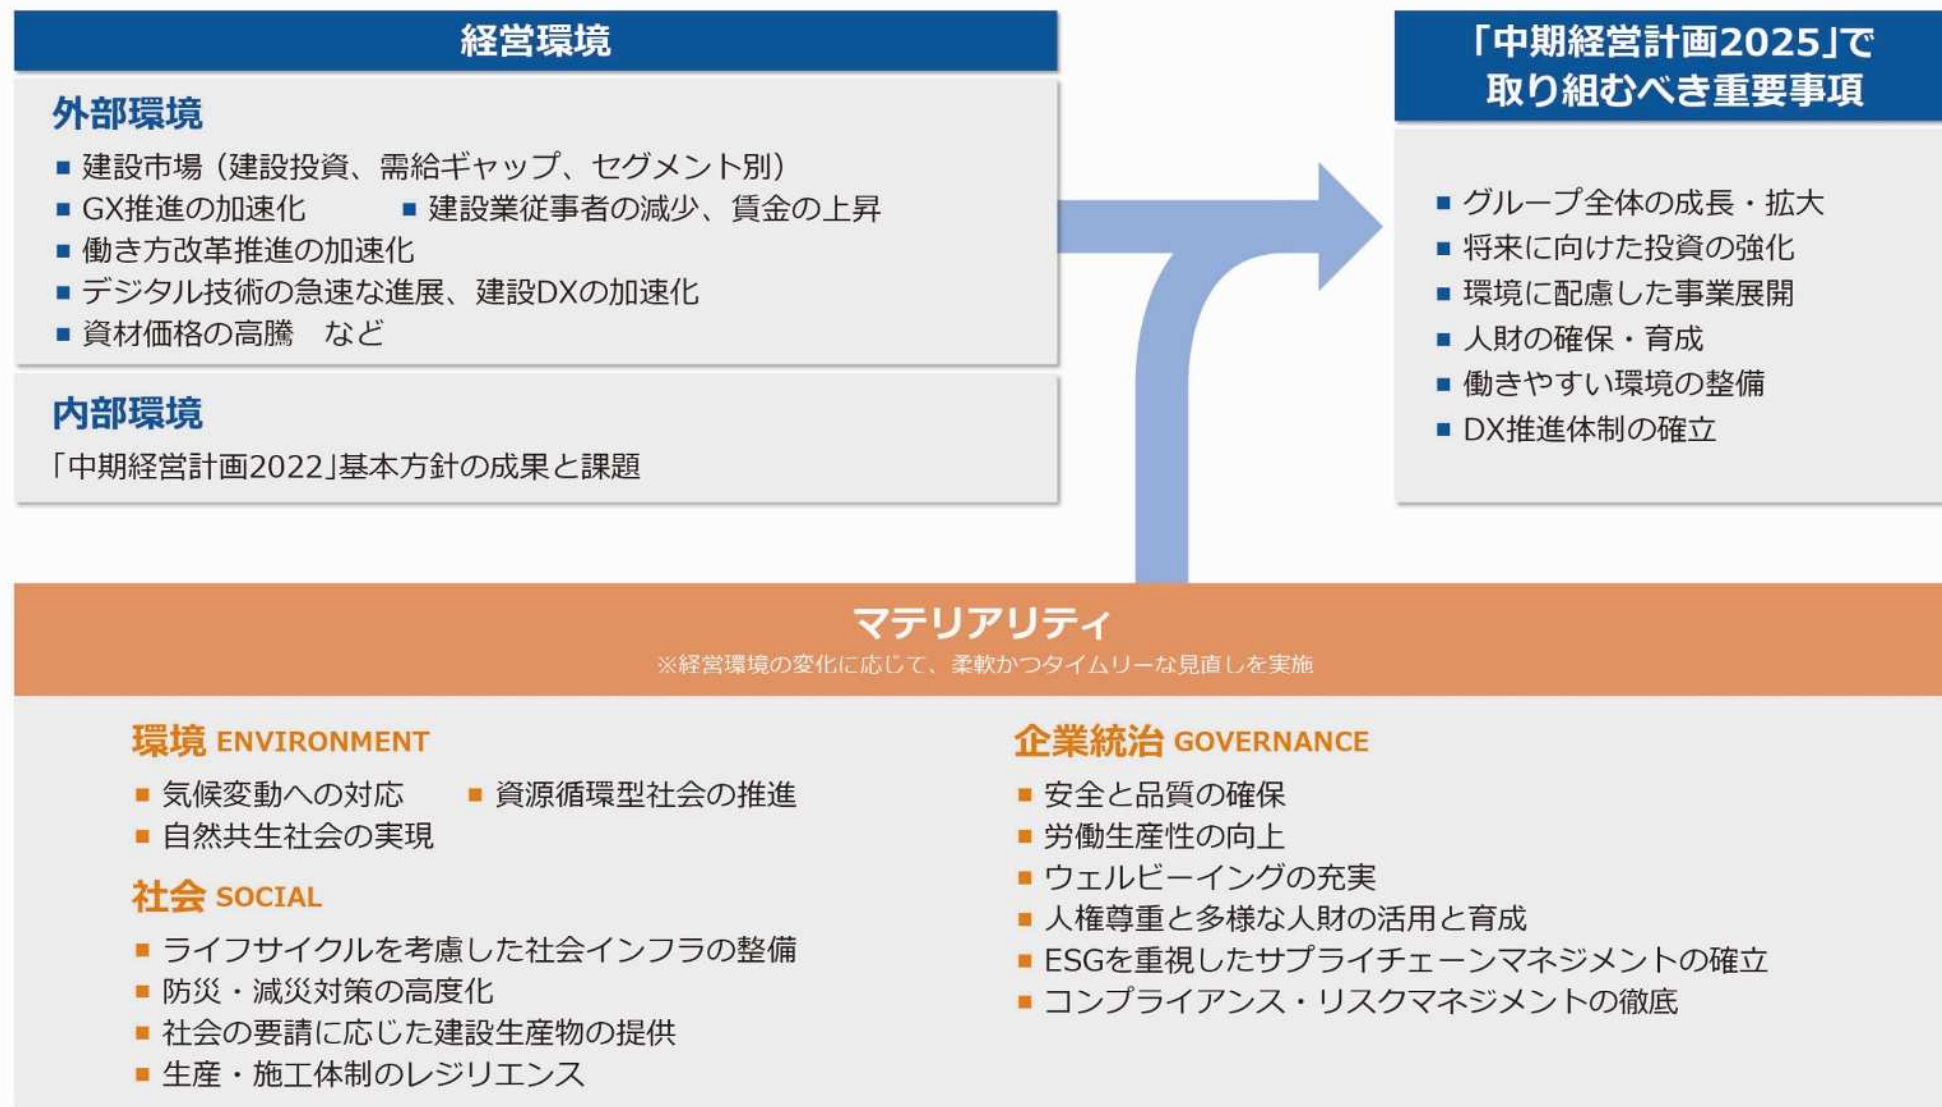 経営環境
外部環境
■ 建設市場（建設投資、需給ギャップ、セグメント別）
■ GX推進の加速化　■ 建設業従事者の減少、賃金の上昇
■ 働き方改革推進の加速化
■ デジタル技術の急速な進展、建設DXの加速化
■ 資材価格の高騰　など
内部環境
「中期経営計画2022」基本方針の成果と課題
「中期経営計画2025」で
取り組むべき重要事項
■ グループ全体の成長・拡大
■ 将来に向けた投資の強化
■ 環境に配慮した事業展開
■ 人財の確保・育成
■ 働きやすい環境の整備
■ DX推進体制の確立
マテリアリティ
※経営環境の変化に応じて、柔軟かつタイムリーな見直しを実施
環境 ENVIRONMENT
■ 気候変動への対応　■ 資源循環型社会の推進
■ 自然共生社会の実現
社会 SOCIAL
■ ライフサイクルを考慮した社会インフラの整備
■ 防災・減災対策の高度化
■ 社会の要請に応じた建設生産物の提供
■ 生産・施工体制のレジリエンス
企業統治 GOVERNANCE
■ 安全と品質の確保
■ 労働生産性の向上
■ ウェルビーイングの充実
■ 人権尊重と多様な人財の活用と育成
■ ESGを重視したサプライチェーンマネジメントの確立
■ コンプライアンス・リスクマネジメントの徹底